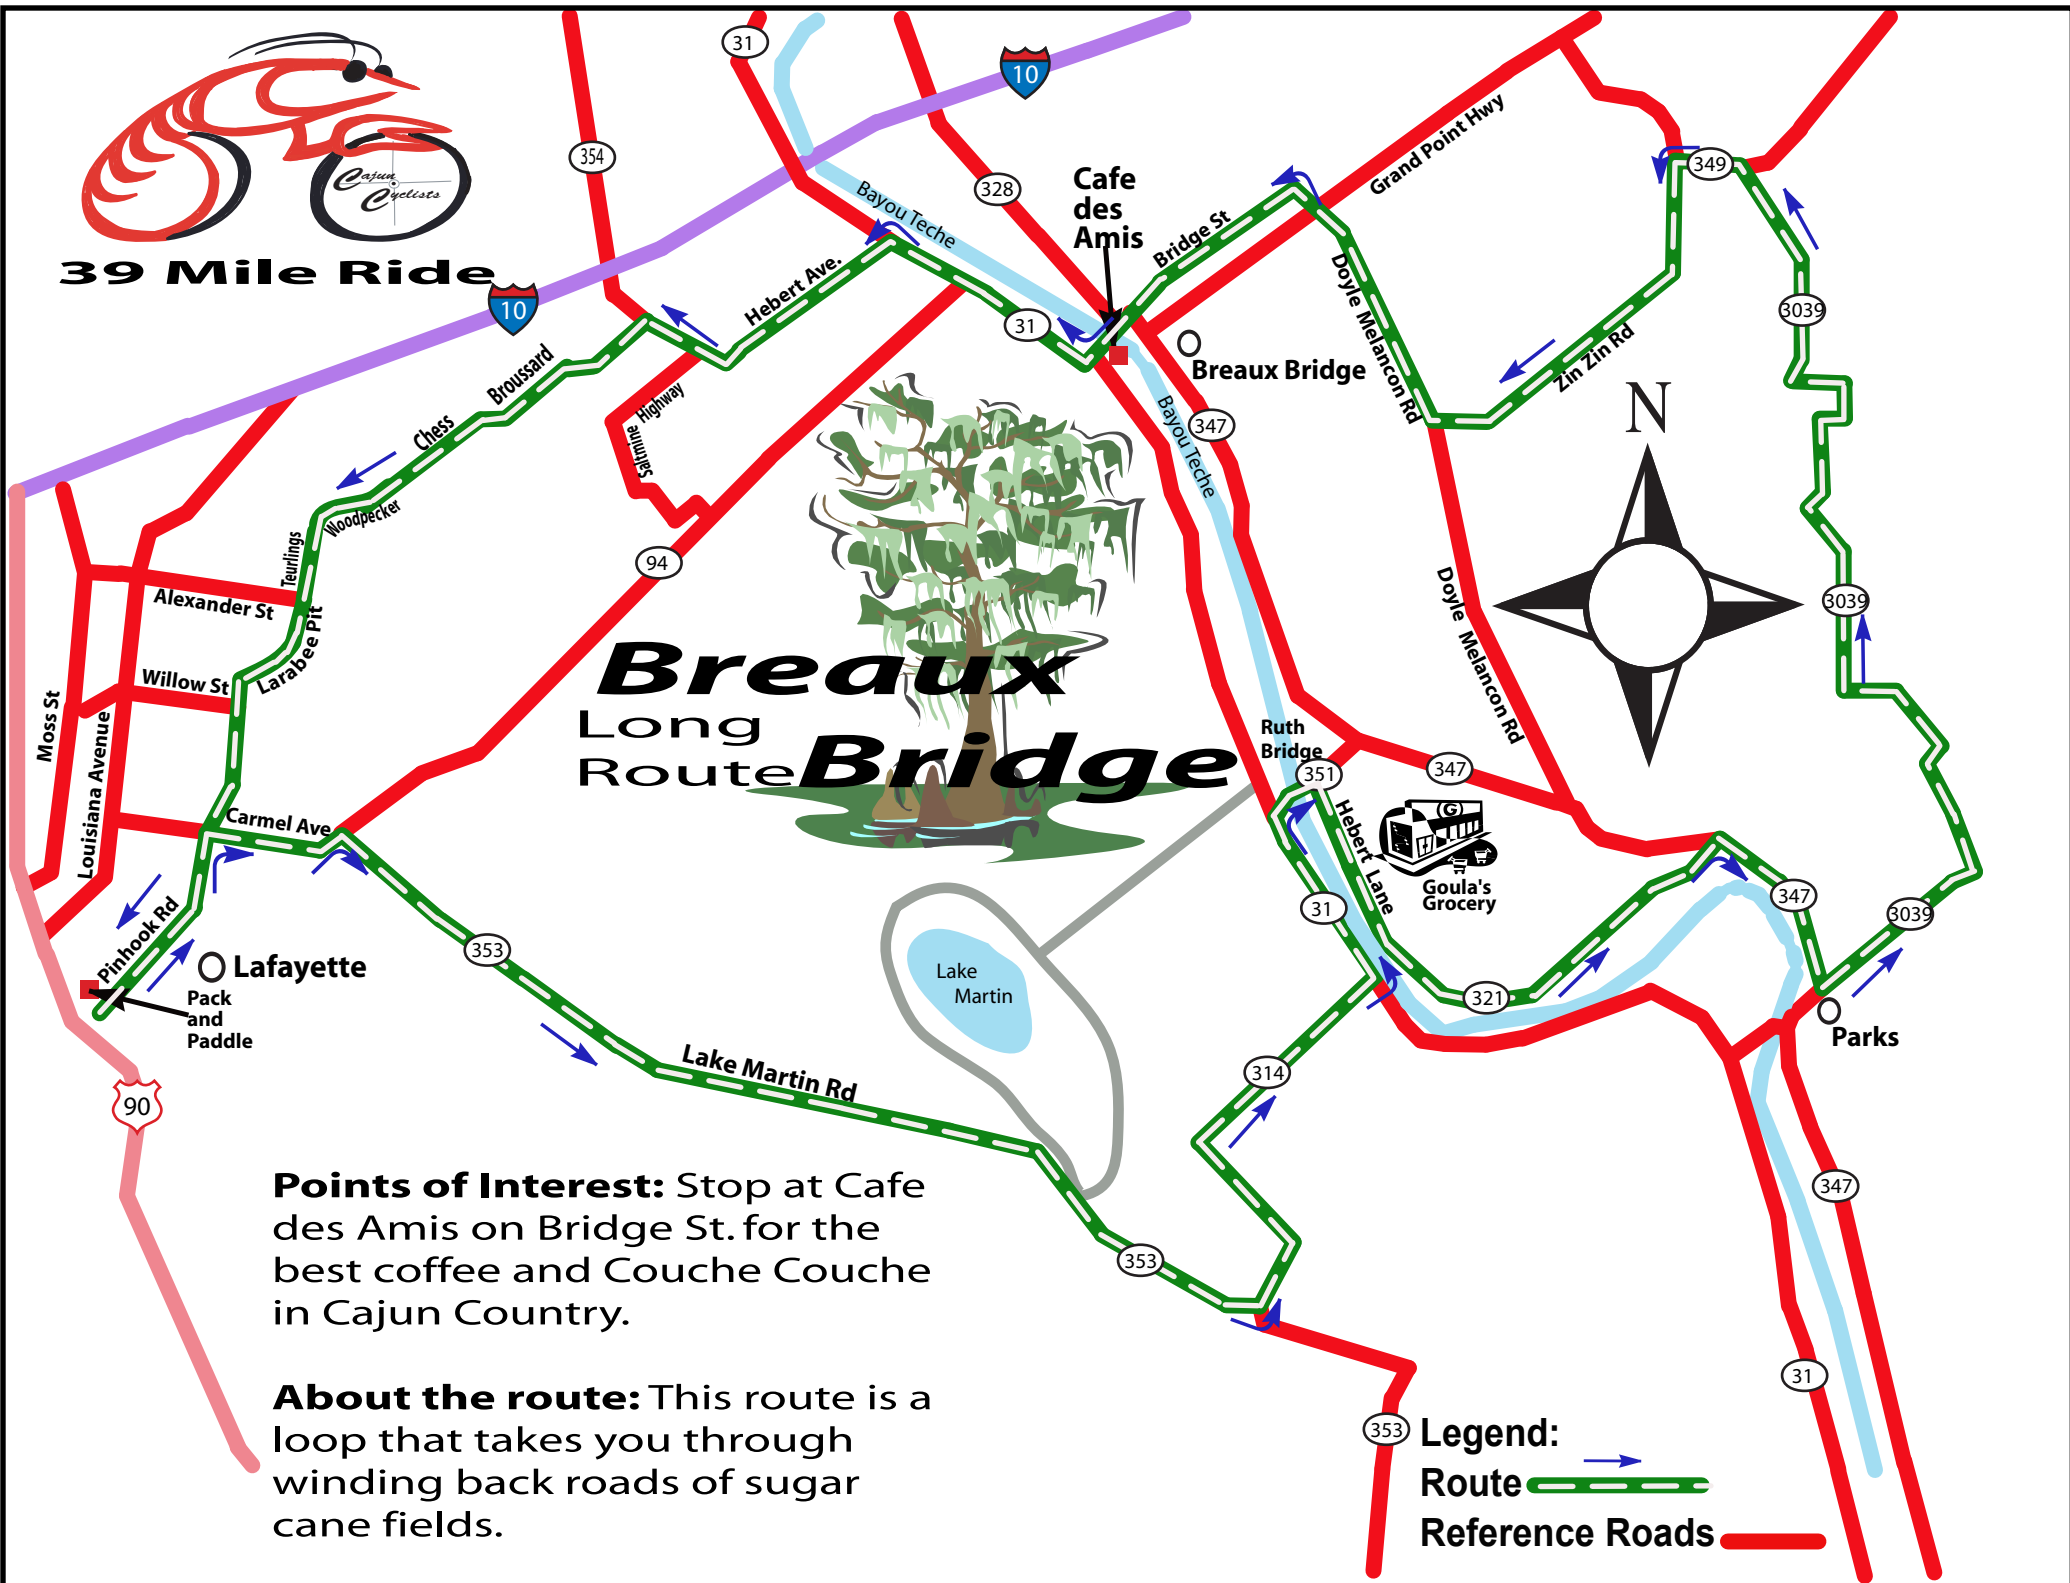 Cajun
Cyclists
39 Mile Ride
31
10
354
328
Cafe
des
Amis
Bridge St
Grand Point Hwy
349
Bayou Teche
Hebert Ave.
10
31
Breaux Bridge
Doyle Melancon Rd
Zin Zin Rd
3039
N
Broussard
Chess
Highway
Saltmine
Woodpecker
Teurlings
347
Bayou Teche
94
Alexander St
Larabee Pit
Willow St
Moss St
Louisiana Avenue
Doyle Melancon Rd
3039
Breaux
Long
Route
Bridge
Ruth
Bridge
351
347
Hebert Lane
G
Goula's
Grocery
Carmel Ave
Pinhook Rd
Lafayette
Pack
and
Paddle
353
Lake
Martin
31
321
347
3039
Parks
Lake Martin Rd
314
90
353
347
31
353
Points of Interest: Stop at Cafe
des Amis on Bridge St. for the
best coffee and Couche Couche
in Cajun Country.
About the route: This route is a
loop that takes you through
winding back roads of sugar
cane fields.
Legend:
Route
Reference Roads